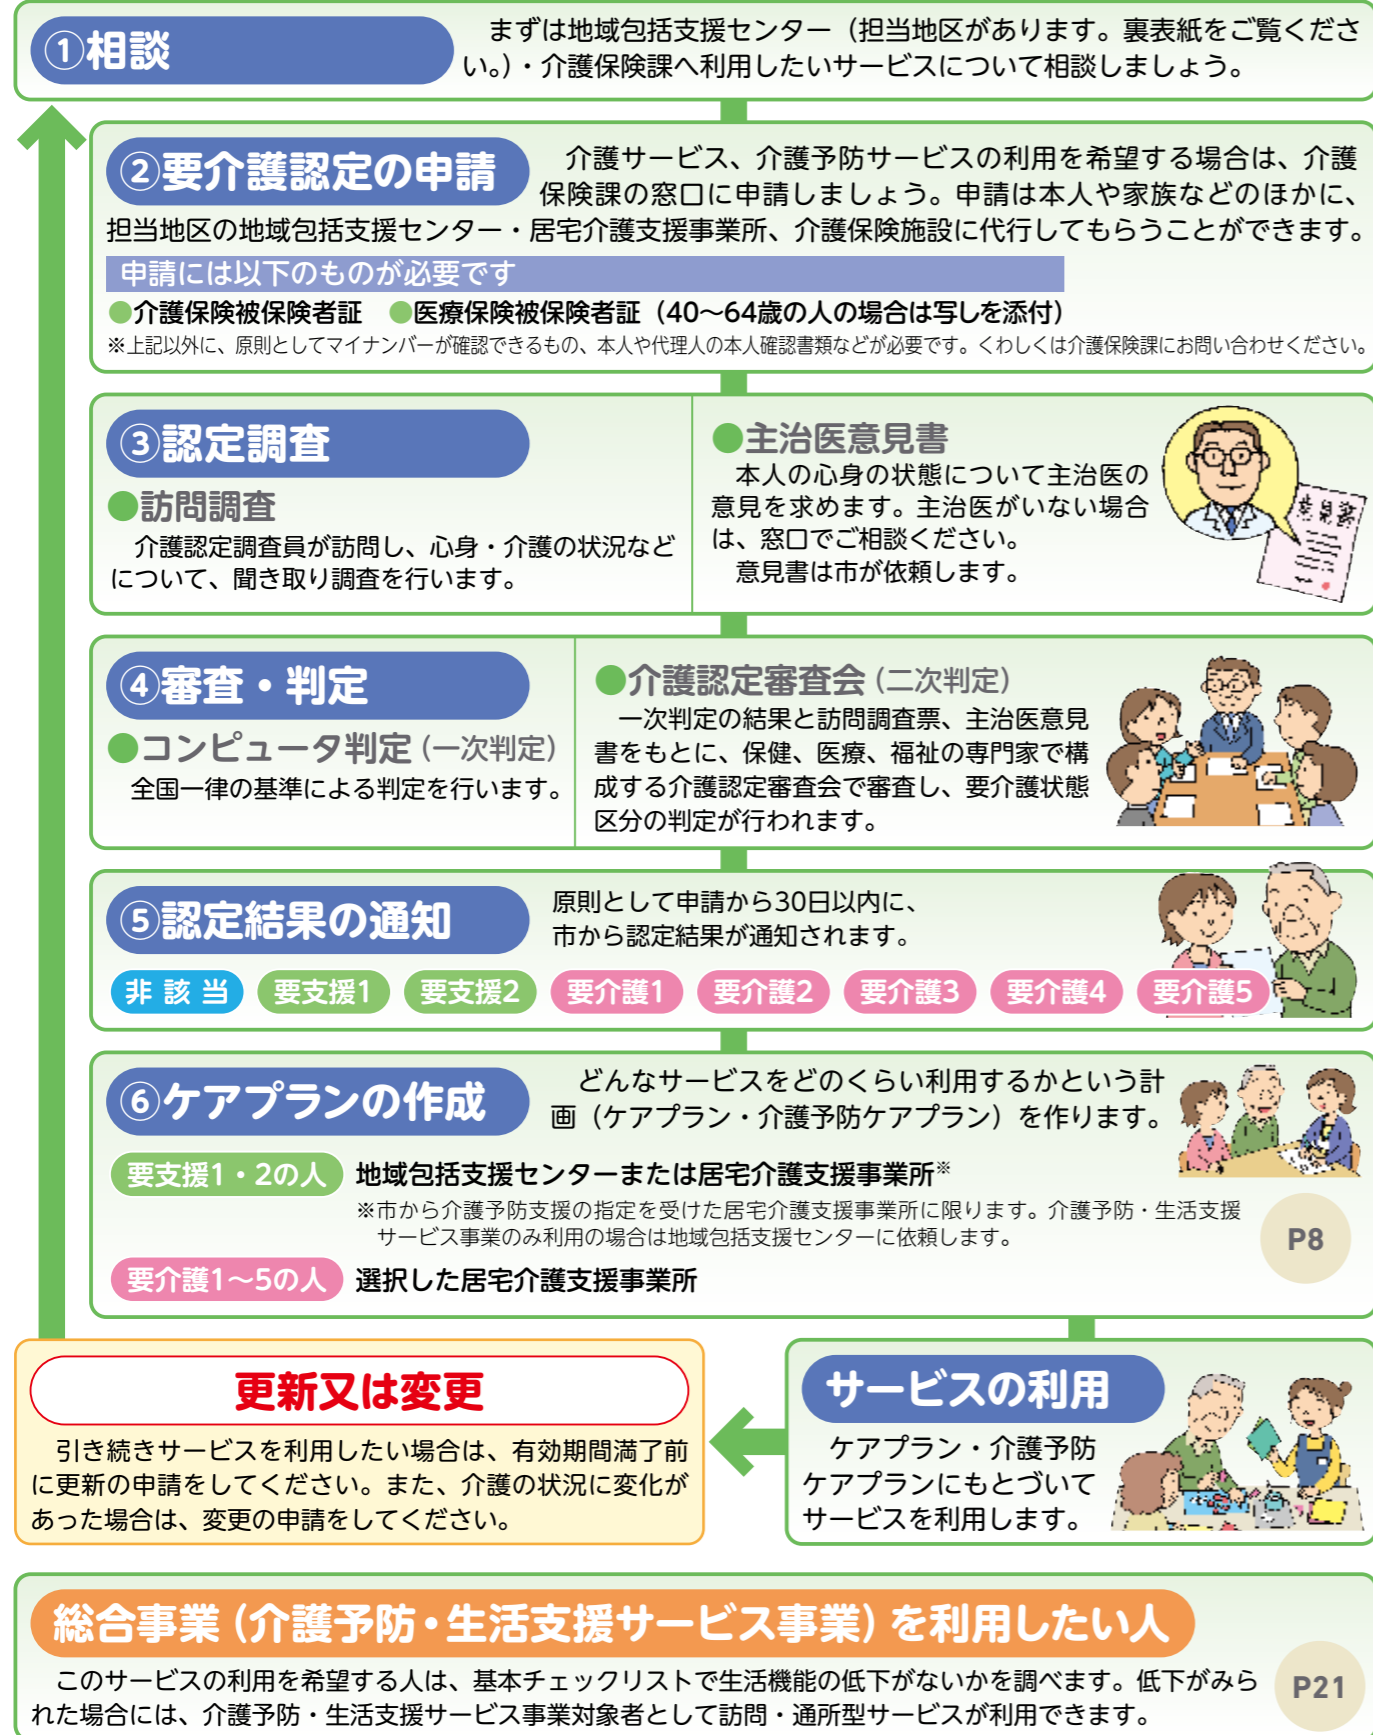 ①相談
まずは地域包括支援センター（担当地区があります。裏表紙をご覧くださ
い。）・介護保険課へ利用したいサービスについて相談しましょう。
②要介護認定の申請
介護サービス、介護予防サービスの利用を希望する場合は、介護
保険課の窓口に申請しましょう。申請は本人や家族などのほかに、
担当地区の地域包括支援センター・居宅介護支援事業所、介護保険施設に代行してもらうことができます。
申請には以下のものが必要です
●介護保険被保険者証 ●医療保険被保険者証（40〜64歳の人の場合は写しを添付）
※上記以外に、原則としてマイナンバーが確認できるもの、本人や代理人の本人確認書類などが必要です。くわしくは介護保険課にお問い合わせください。
③認定調査
●訪問調査
介護認定調査員が訪問し、心身・介護の状況など
について、聞き取り調査を行います。
●主治医意見書
本人の心身の状態について主治医の
意見を求めます。主治医がいない場合
は、窓口でご相談ください。
意見書は市が依頼します。
意見書
④審査・判定
●コンピュータ判定（一次判定）
全国一律の基準による判定を行います。
●介護認定審査会（二次判定）
一次判定の結果と訪問調査票、主治医意見
書をもとに、保健、医療、福祉の専門家で構
成する介護認定審査会で審査し、要介護状態
区分の判定が行われます。
⑤認定結果の通知
原則として申請から30日以内に、
市から認定結果が通知されます。
非該当 要支援1 要支援2 要介護1 要介護2 要介護3 要介護4 要介護5
⑥ケアプランの作成
どんなサービスをどのくらい利用するかという計
画（ケアプラン・介護予防ケアプラン）を作ります。
要支援1・2の人 地域包括支援センターまたは居宅介護支援事業所※
※市から介護予防支援の指定を受けた居宅介護支援事業所に限ります。介護予防・生活支援
サービス事業のみ利用の場合は地域包括支援センターに依頼します。
P8
要介護1〜5の人 選択した居宅介護支援事業所
サービスの利用
ケアプラン・介護予防
ケアプランにもとづいて
サービスを利用します。
更新又は変更
引き続きサービスを利用したい場合は、有効期間満了前
に更新の申請をしてください。また、介護の状況に変化が
あった場合は、変更の申請をしてください。
総合事業（介護予防・生活支援サービス事業）を利用したい人
このサービスの利用を希望する人は、基本チェックリストで生活機能の低下がないかを調べます。低下がみら
れた場合には、介護予防・生活支援サービス事業対象者として訪問・通所型サービスが利用できます。
P21